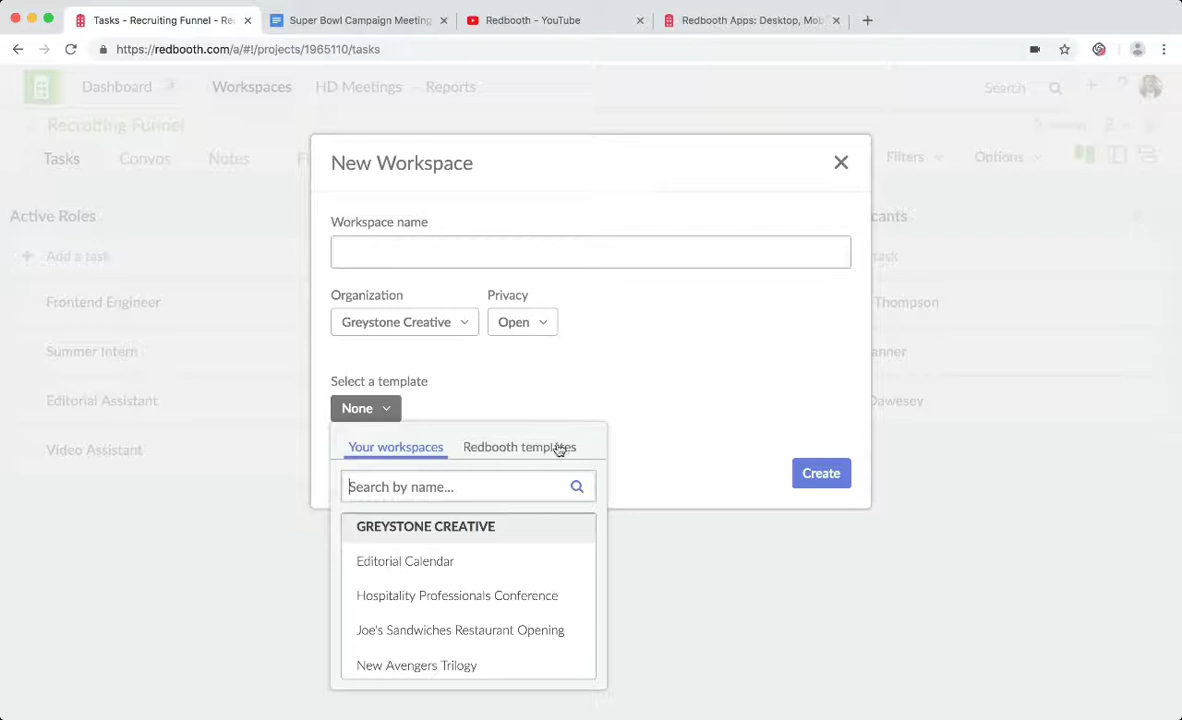 Tasks - Recruiting Funnel - Re
Super Bowl Campaign Meeting
Redbooth - YouTube
Redbooth Apps: Desktop, Mob
https://redbooth.com/a/#!/projects/1965110/tasks
Dashboard
Workspaces
HD Meetings
Reports
Search
Recruiting Funnel
Tasks
Convos
Notes
Filters
Options
New Workspace
Workspace name
Organization
Privacy
Greystone Creative
Open
Select a template
None
Your workspaces
Redbooth templates
Search by name...
GREYSTONE CREATIVE
Editorial Calendar
Hospitality Professionals Conference
Joe's Sandwiches Restaurant Opening
New Avengers Trilogy
Create
Active Roles
+ Add a task
Frontend Engineer
Summer Intern
Editorial Assistant
Video Assistant
cants
task
Thompson
anner
Dawesey